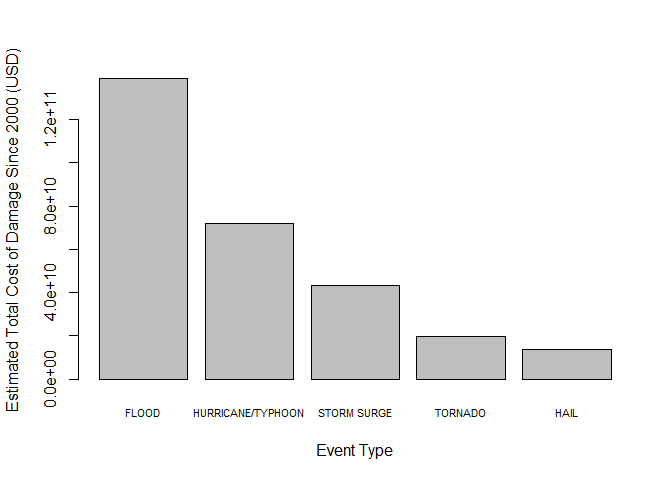 Estimated Total Cost of Damage Since 2000 (USD)
1.2e+11
8.0e+10
4.0e+10
0.0e+00
FLOOD HURRICANE/TYPHOON STORM SURGE TORNADO HAIL
Event Type